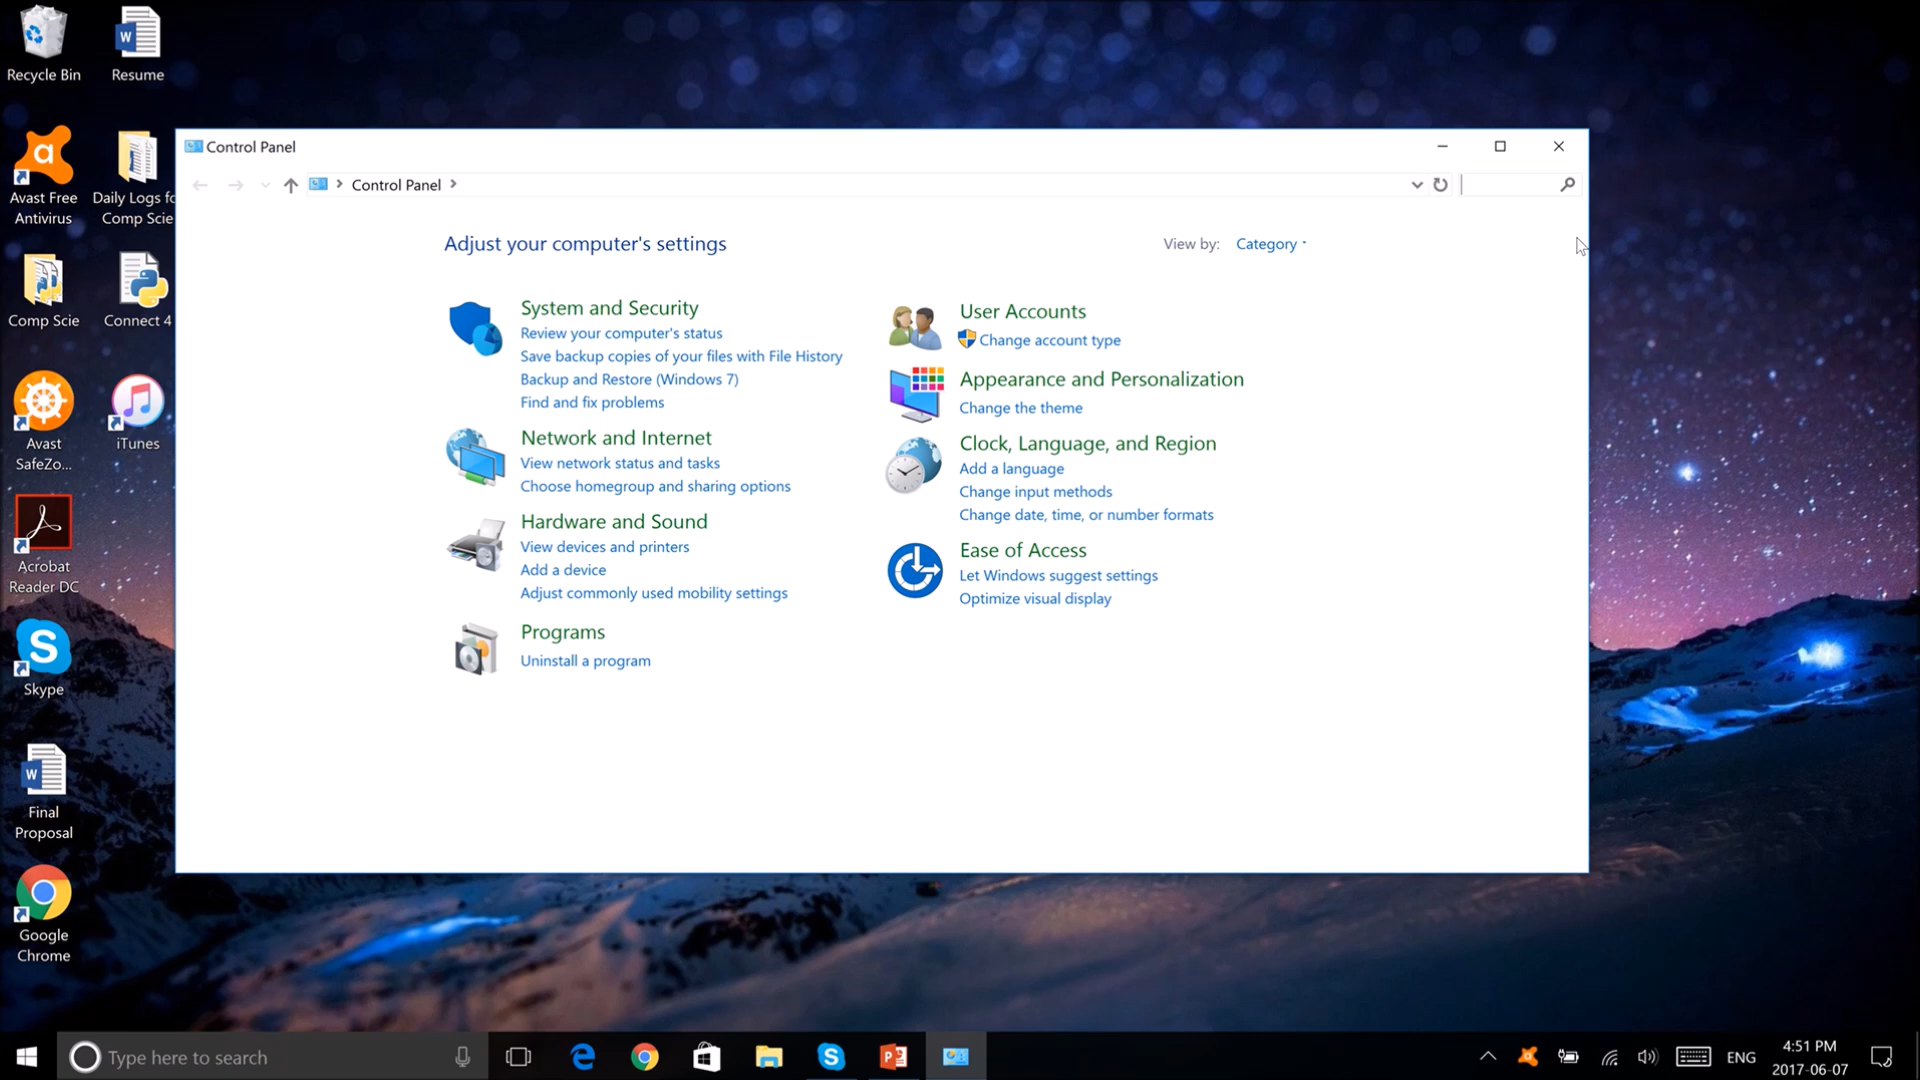 Recycle Bin
Resume
Avast Free
Antivirus
Daily Logs fo
Comp Scie
Comp Scie
Connect 4
Avast
SafeZo...
iTunes
Acrobat
Reader DC
Skype
Final
Proposal
Google
Chrome
Control Panel
Control Panel
Adjust your computer's settings
View by: Category
System and Security
Review your computer's status
Save backup copies of your files with File History
Backup and Restore (Windows 7)
Find and fix problems
Network and Internet
View network status and tasks
Choose homegroup and sharing options
Hardware and Sound
View devices and printers
Add a device
Adjust commonly used mobility settings
Programs
Uninstall a program
User Accounts
Change account type
Appearance and Personalization
Change the theme
Clock, Language, and Region
Add a language
Change input methods
Change date, time, or number formats
Ease of Access
Let Windows suggest settings
Optimize visual display
Type here to search
ENG
4:51 PM
2017-06-07